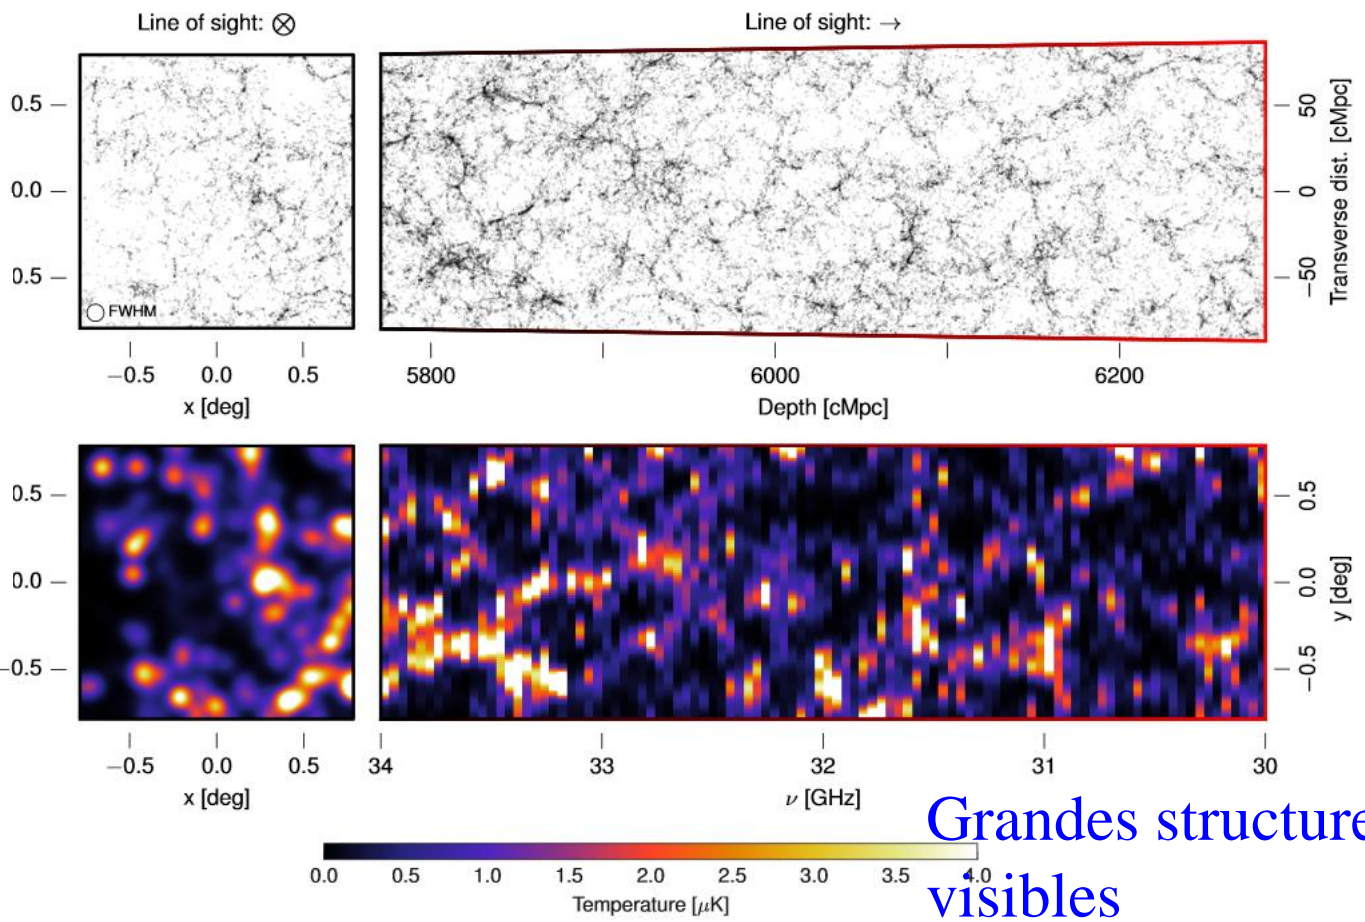 Line of sight: ⊗
Line of sight: →
0.5
0.0
0.5
FWHM
50
0
−50
Transverse dist. [cMpc]
−0.5 0.0 0.5
x [deg]
5800 6000 6200
Depth [cMpc]
0.5
0.0
−0.5
0.5
0.0
−0.5
y [deg]
−0.5 0.0 0.5
x [deg]
34 33 32 31 30
ν [GHz]
Grandes structure
visibles
0.0 0.5 1.0 1.5 2.0 2.5 3.0 3.5 4.0
Temperature [μK]